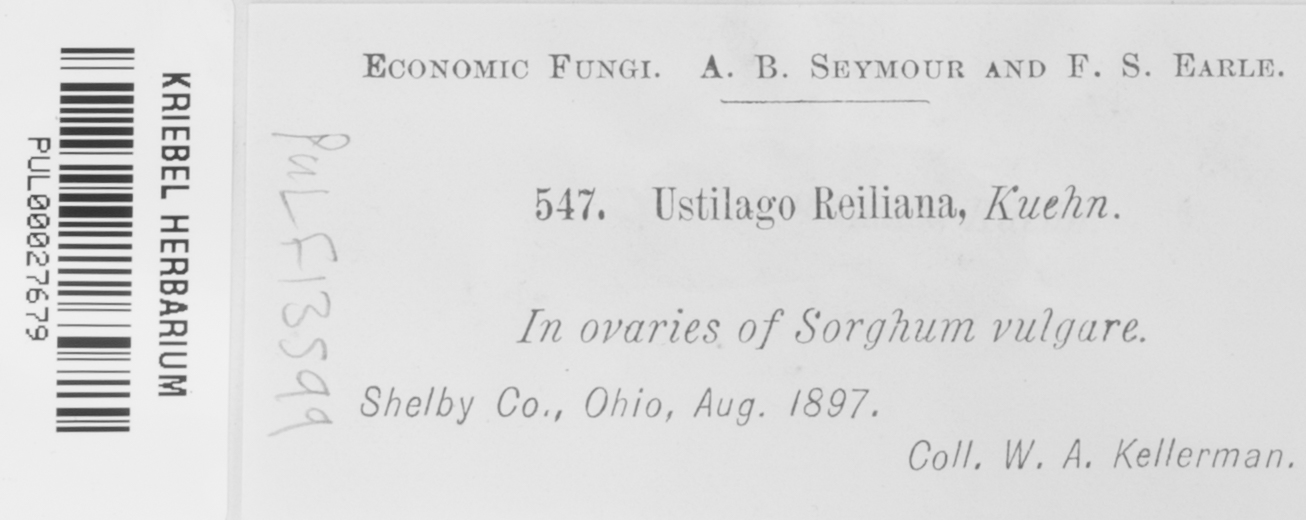 ECONOMIC FUNGI. A. B. SEYMOUR AND F. S. EARLE.
547. Ustilago Reiliana, Kuehn.
In ovaries of Sorghum vulgare.
Shelby Co., Ohio, Aug. 1897.
Coll. W. A. Kellerman.
PUL F13599
KRIEBEL HERBARIUM
PUL00027679